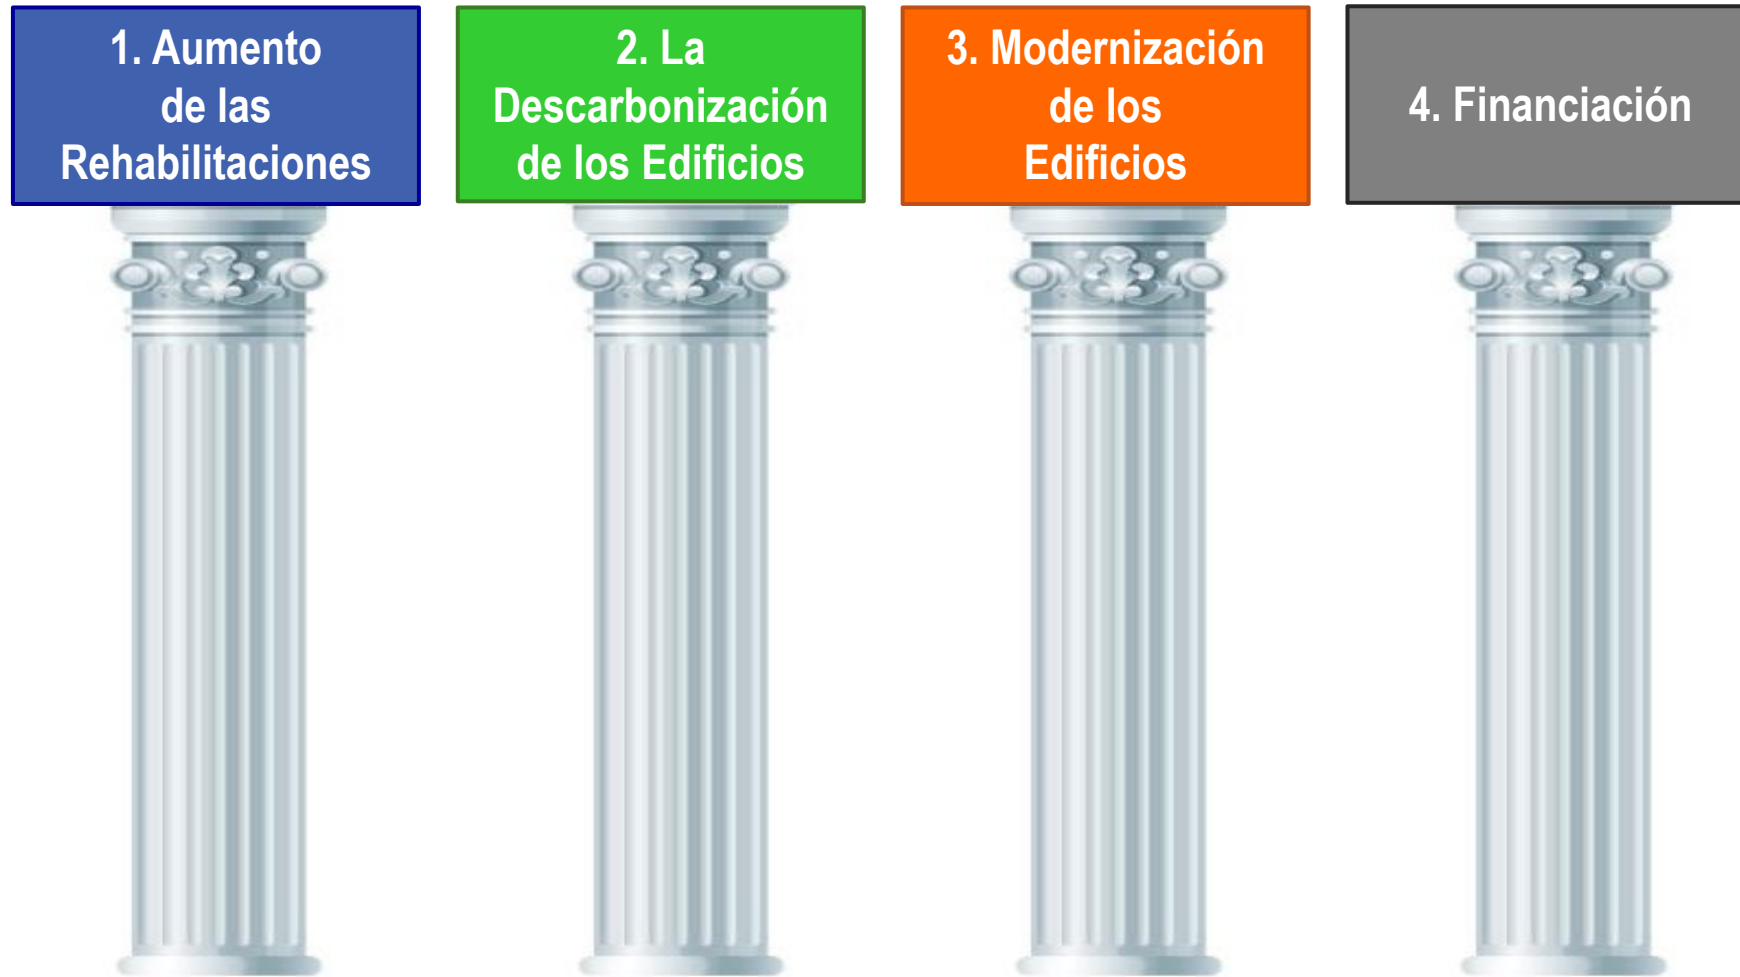 1. Aumento
de las
Rehabilitaciones
2. La
Descarbonización
de los Edificios
3. Modernización
de los
Edificios
4. Financiación